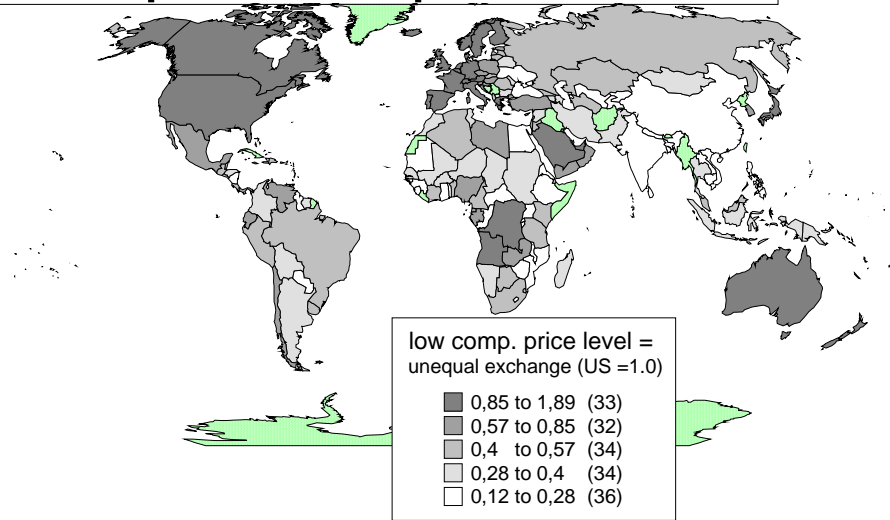 low comp. price level =
unequal exchange (US =1.0)
0,85 to 1,89 (33)
0,57 to 0,85 (32)
0,4 to 0,57 (34)
0,28 to 0,4 (34)
0,12 to 0,28 (36)